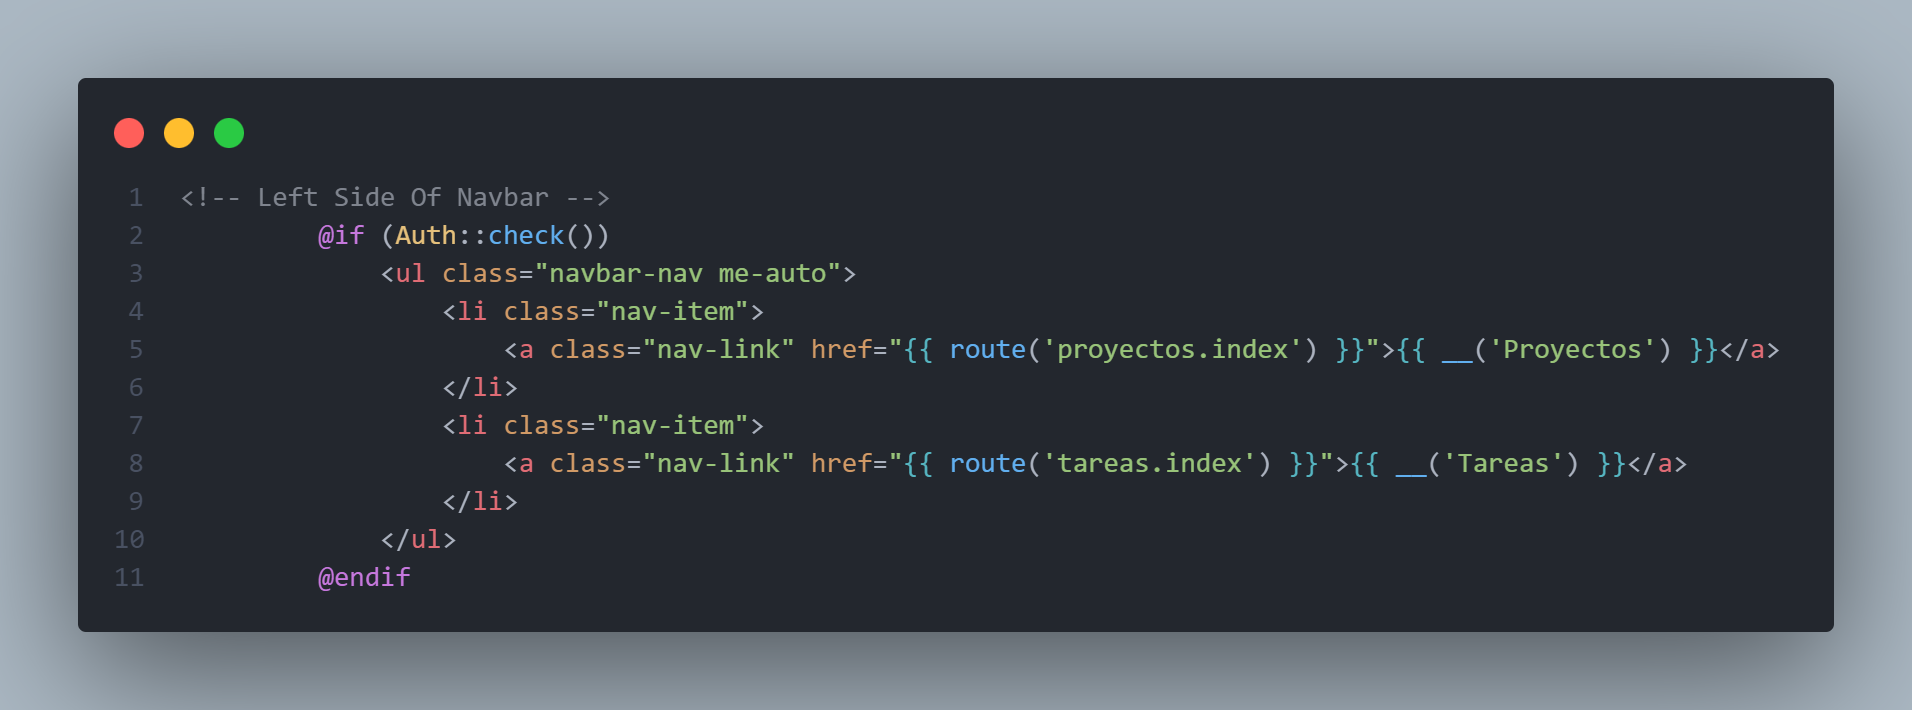 1 <!-- Left Side Of Navbar -->
2 @if (Auth::check())
3 <ul class="navbar-nav me-auto">
4 <li class="nav-item">
5 <a class="nav-link" href="{{ route('proyectos.index') }}">{{ __('Proyectos') }}</a>
6 </li>
7 <li class="nav-item">
8 <a class="nav-link" href="{{ route('tareas.index') }}">{{ __('Tareas') }}</a>
9 </li>
10 </ul>
11 @endif